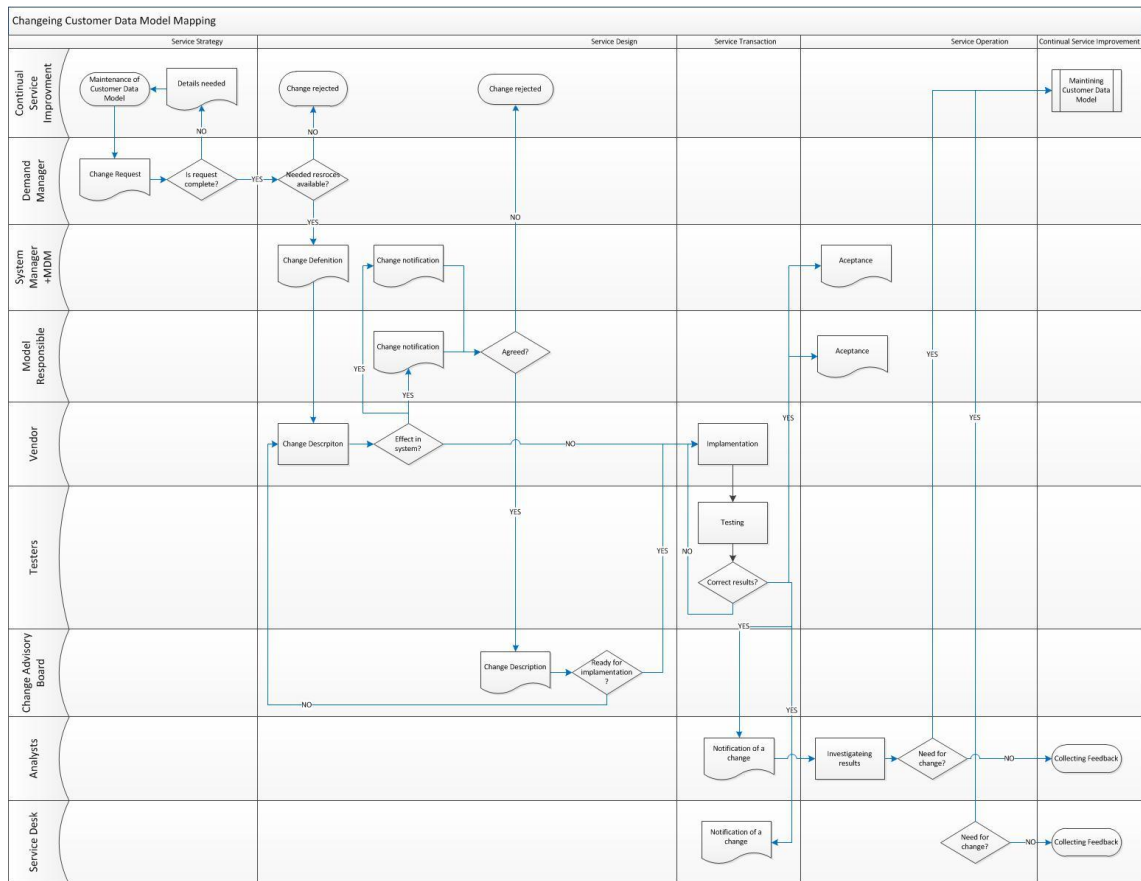 Changeing Customer Data Model Mapping
Service Strategy
Service Design
Service Transaction
Service Operation
Continual Service Improvement
Continual
Service
Improvment
Maintenance of
Customer Data
Model
Details needed
Change rejected
Change rejected
Maintining
Customer Data
Model
NO
NO
Demand
Manager
Change Request
Is request
complete?
YES
Needed resroces
available?
YES
NO
System
Manager
+MDM
Change Defenition
Change notification
Aceptance
Model
Responsible
Change notification
Agreed?
Aceptance
YES
YES
YES
Vendor
Change Descrpiton
Effect in
system?
NO
Implamentation
YES
YES
Testers
Testing
YES
YES
NO
Correct results?
YES
Change Advisory
Board
Change Description
Ready for
implamentation
?
NO
YES
Analysts
Notification of a
change
Investigateing
results
Need for
change?
NO
Collecting Feedback
Service Desk
Notification of a
change
Need for
change?
NO
Collecting Feedback